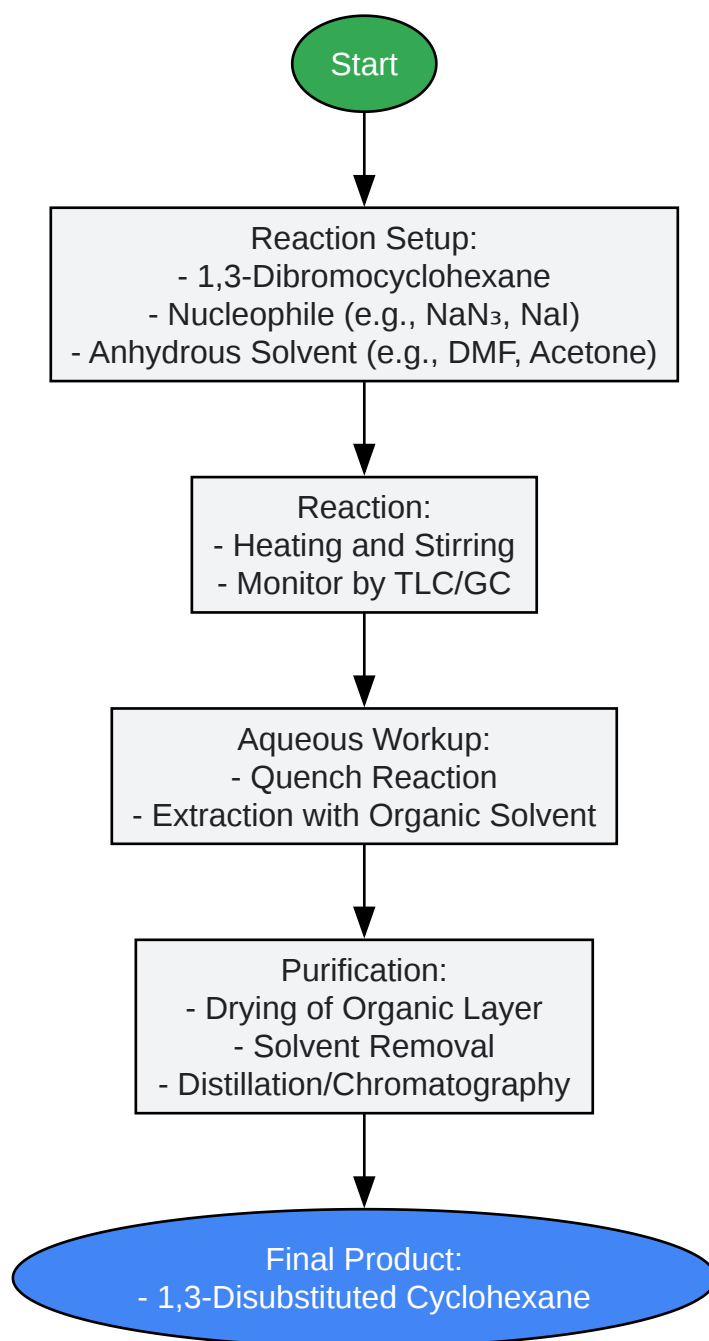 Start
Reaction Setup:
- 1,3-Dibromocyclohexane
- Nucleophile (e.g., NaN₃, NaI)
- Anhydrous Solvent (e.g., DMF, Acetone)
Reaction:
- Heating and Stirring
- Monitor by TLC/GC
Aqueous Workup:
- Quench Reaction
- Extraction with Organic Solvent
Purification:
- Drying of Organic Layer
- Solvent Removal
- Distillation/Chromatography
Final Product:
- 1,3-Disubstituted Cyclohexane